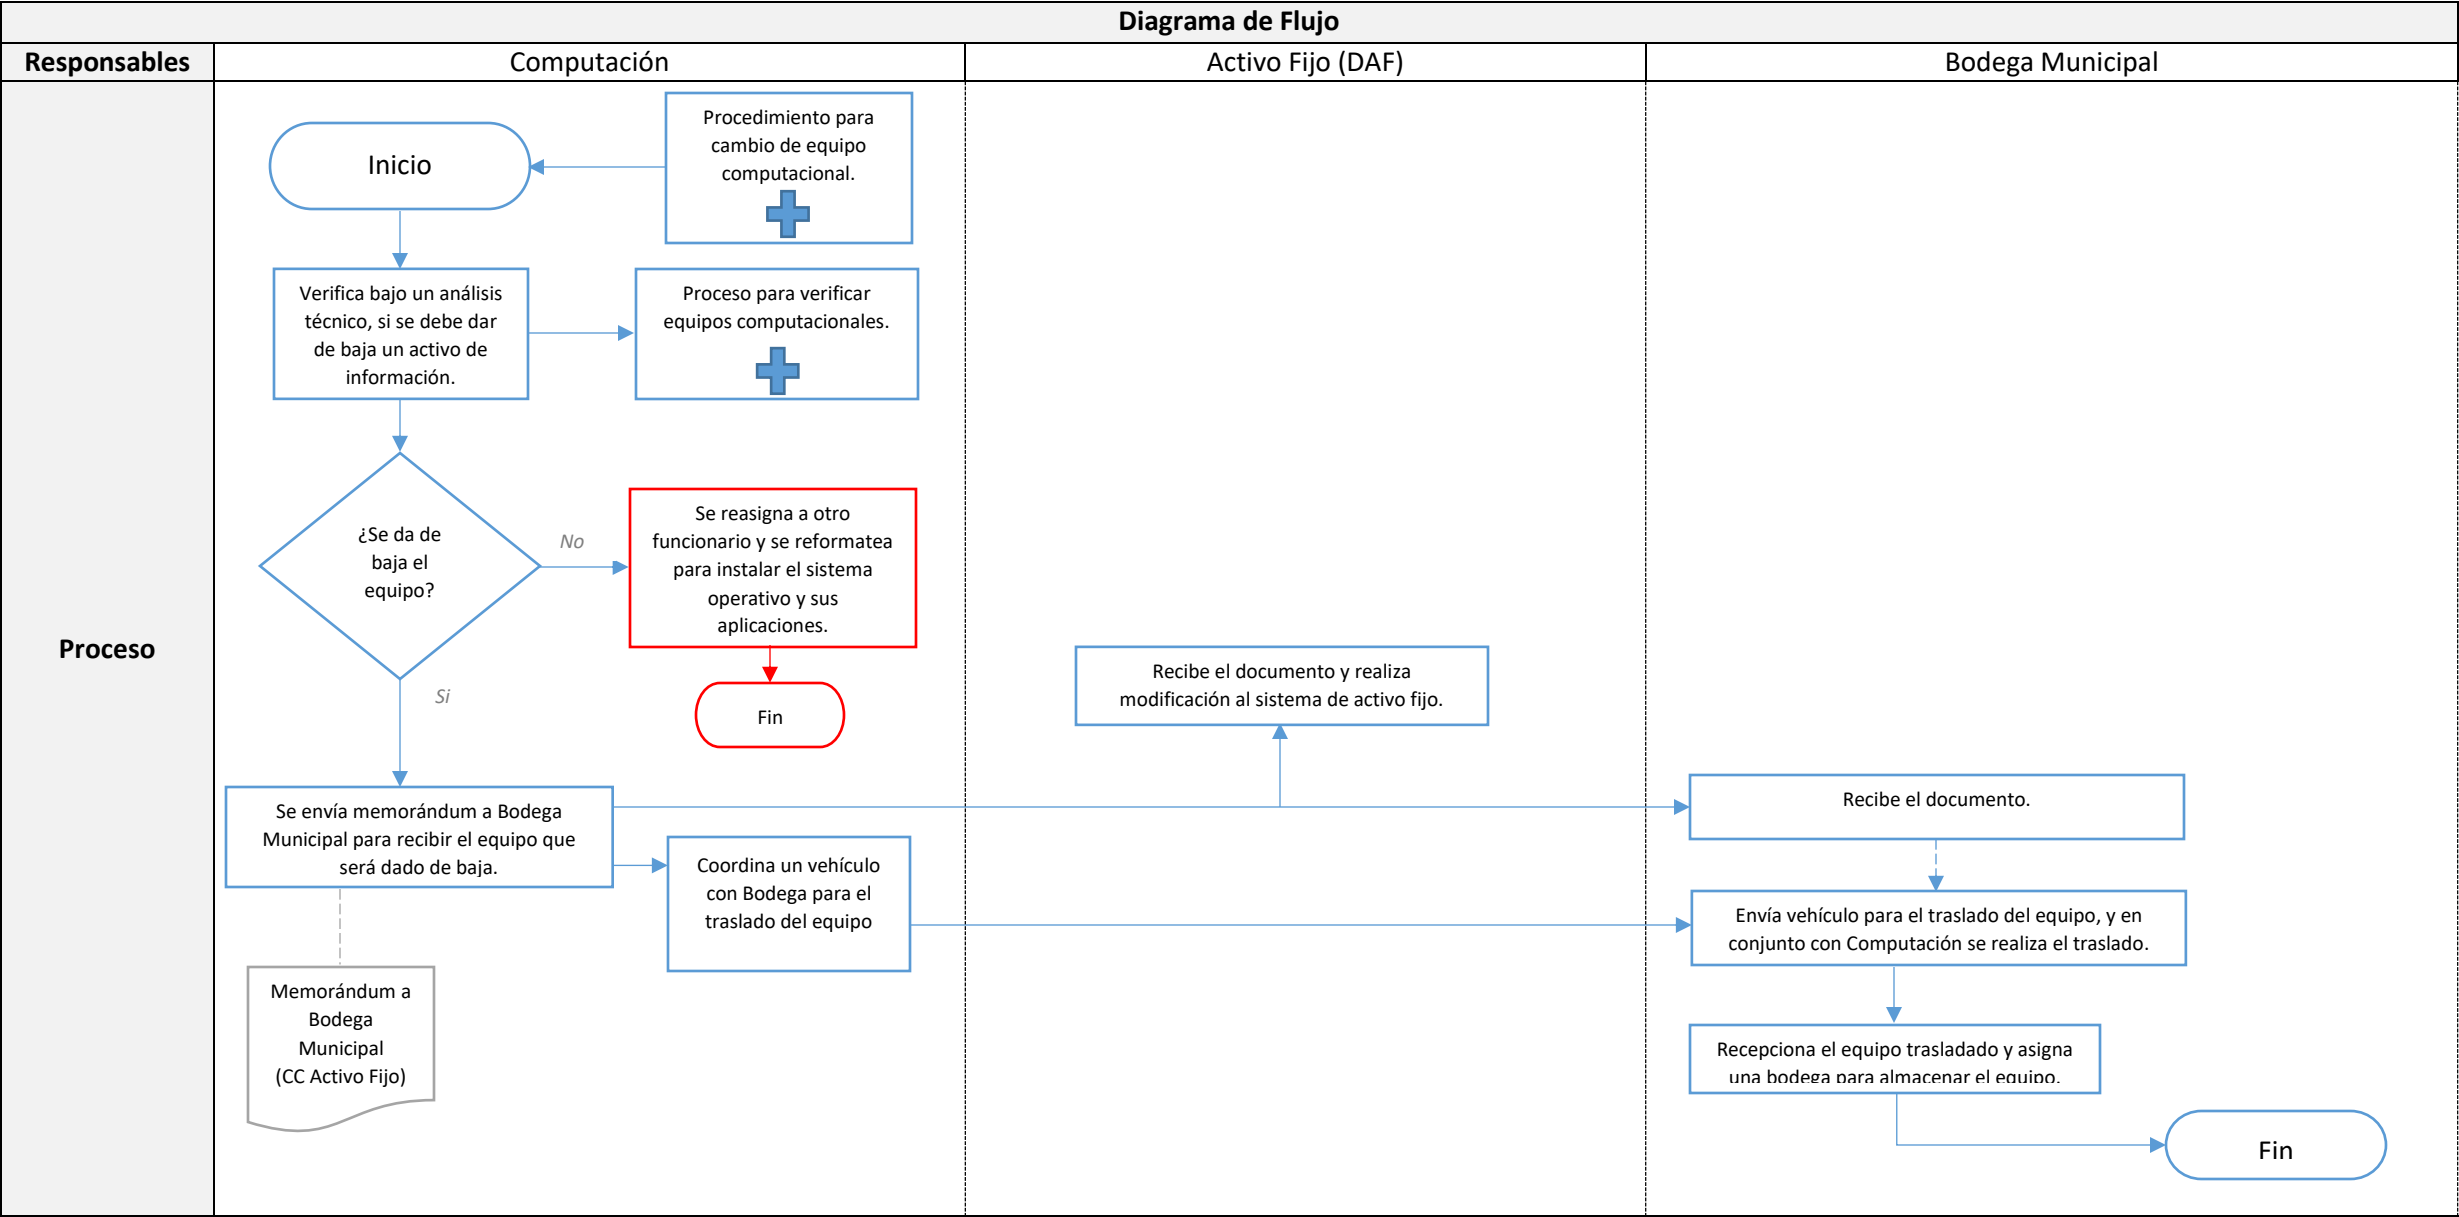 Diagrama de Flujo
Responsables
Computación
Activo Fijo (DAF)
Bodega Municipal
Proceso
Procedimiento para
cambio de equipo
computacional.
Inicio
Verifica bajo un análisis
técnico, si se debe dar
de baja un activo de
información.
Proceso para verificar
equipos computacionales.
¿Se da de
baja el
equipo?
No
Se reasigna a otro
funcionario y se reformatea
para instalar el sistema
operativo y sus
aplicaciones.
Fin
Si
Recibe el documento y realiza
modificación al sistema de activo fijo.
Se envía memorándum a Bodega
Municipal para recibir el equipo que
será dado de baja.
Recibe el documento.
Coordina un vehículo
con Bodega para el
traslado del equipo
Envía vehículo para el traslado del equipo, y en
conjunto con Computación se realiza el traslado.
Memorándum a
Bodega
Municipal
(CC Activo Fijo)
Recepciona el equipo trasladado y asigna
una bodega para almacenar el equipo.
Fin